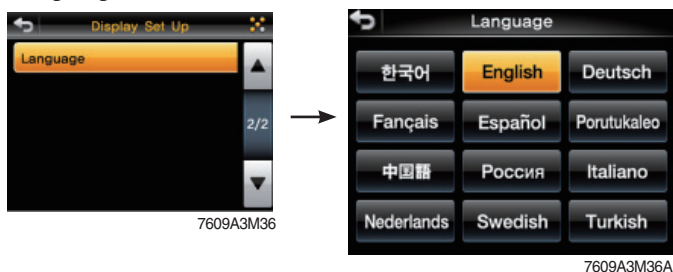 Display Set Up
Language
2/2
7609A3M36
Language
한국어 English Deutsch
Fançais Español Porutukaleo
中国語 Россия Italiano
Nederlands Swedish Turkish
7609A3M36A